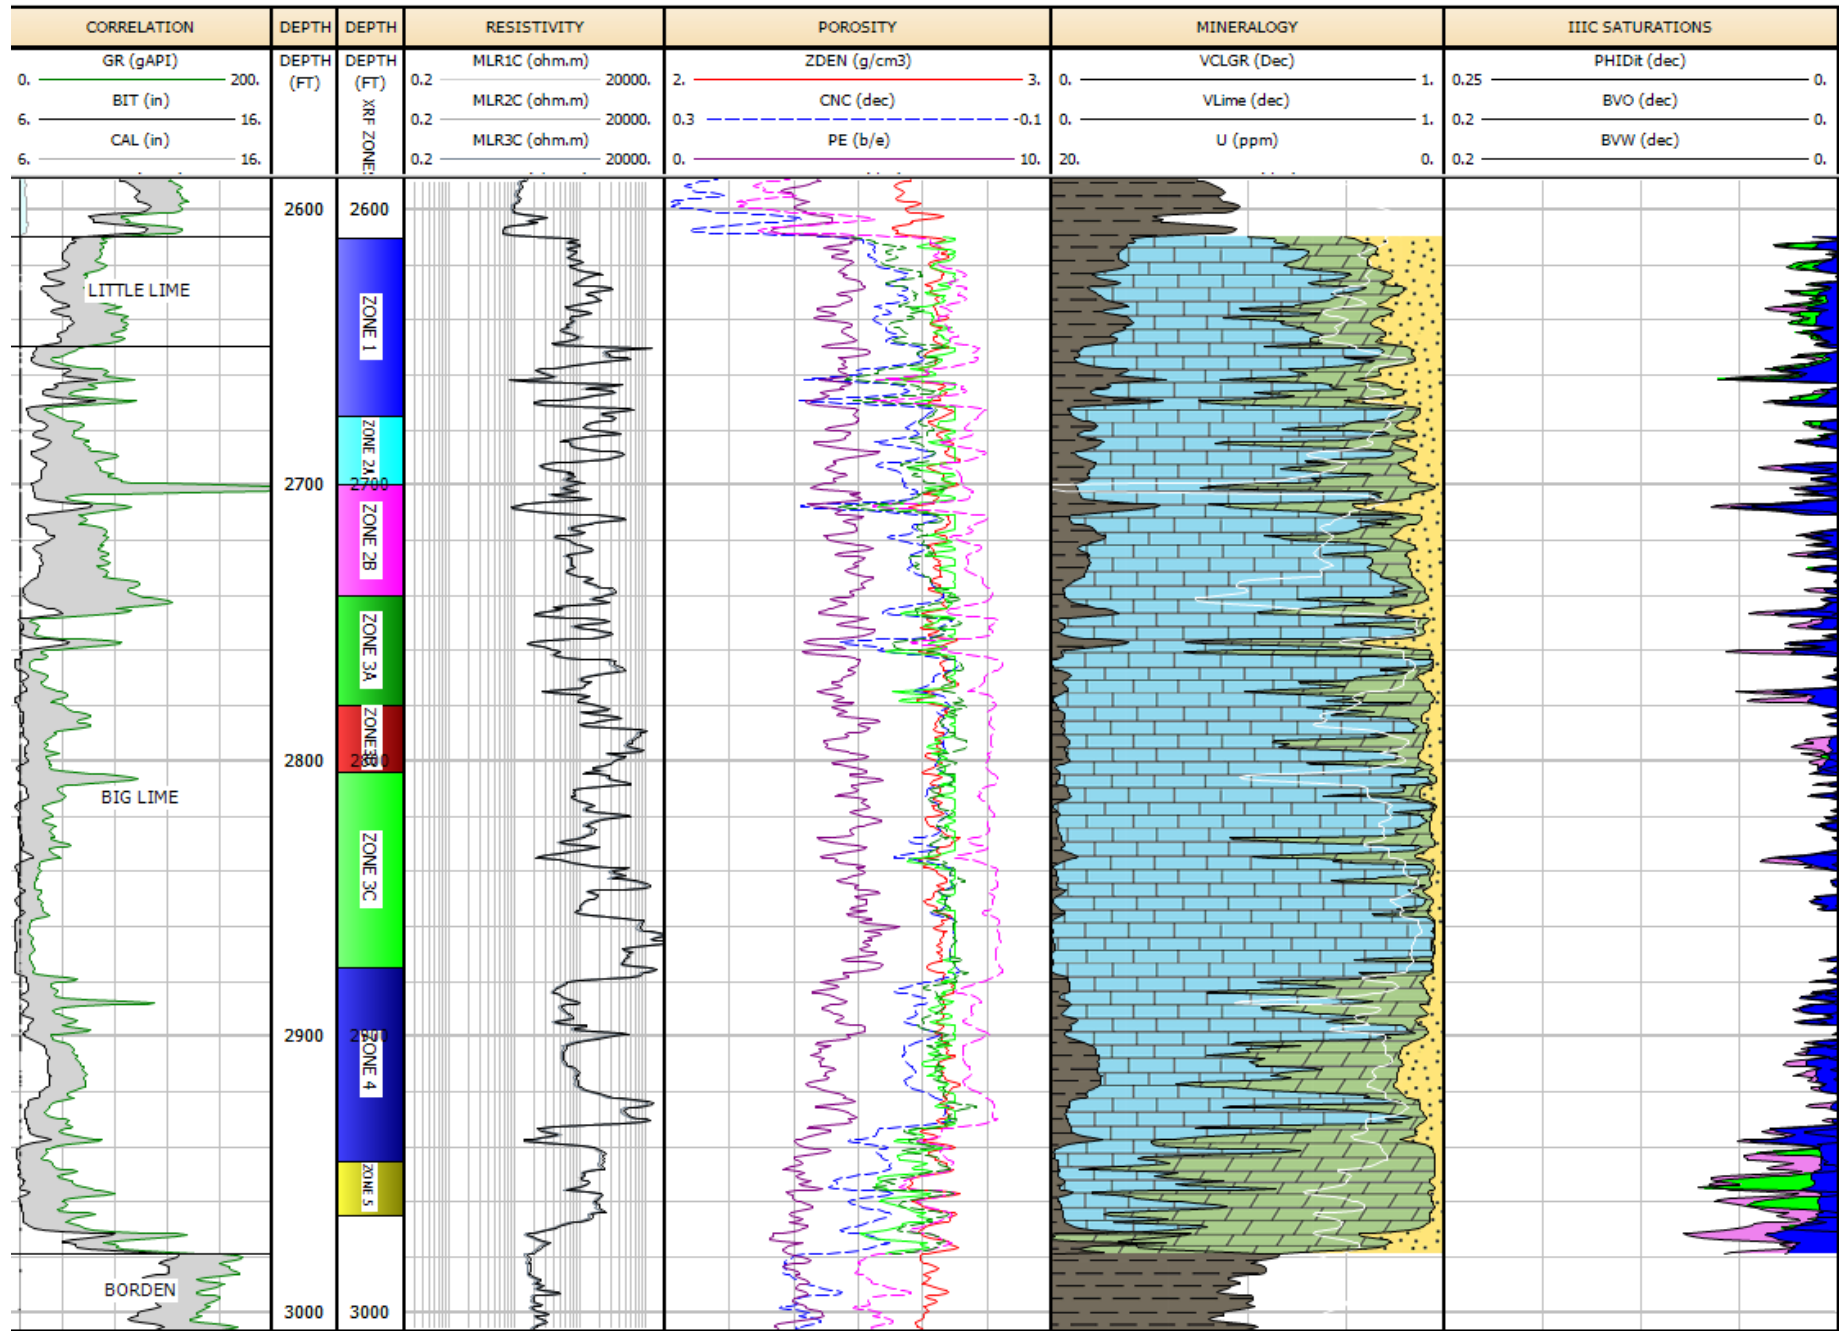 CORRELATION DEPTH DEPTH RESISTIVITY POROSITY MINERALOGY IIIC SATURATIONS
GR (gAPI)
0. 200.
BIT (in)
6. 16.
CAL (in)
6. 16.
DEPTH
(FT)
DEPTH
(FT)
XRF ZONES
MLR1C (ohm.m)
0.2 20000.
MLR2C (ohm.m)
0.2 20000.
MLR3C (ohm.m)
0.2 20000.
ZDEN (g/cm3)
2. 3.
CNC (dec)
0.3 -0.1
PE (b/e)
0. 10.
VCLGR (Dec)
0. 1.
VLime (dec)
0. 1.
U (ppm)
20. 0.
PHIDit (dec)
0.25 0.
BVO (dec)
0.2 0.
BVW (dec)
0.2 0.
2600 2600
LITTLE LIME
ZONE 1
ZONE 2A
2700 2700
ZONE 2B
ZONE 3A
ZONE3B
2800 2800
BIG LIME
ZONE 3C
2900 2900
ZONE 4
ZONE 5
BORDEN
3000 3000